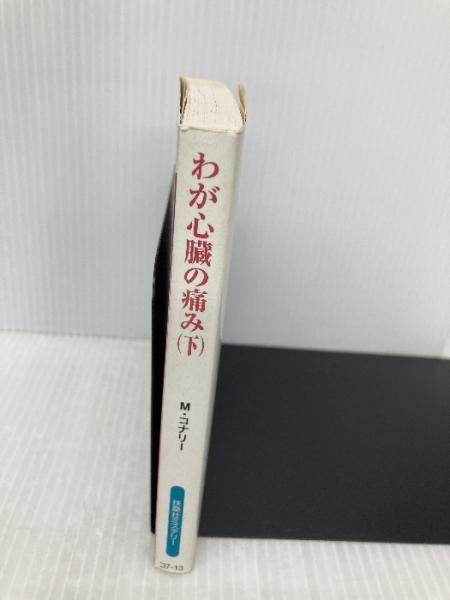 わが心臓の痛み(下)
M・コナリー
扶桑社ミステリー
コ7-13